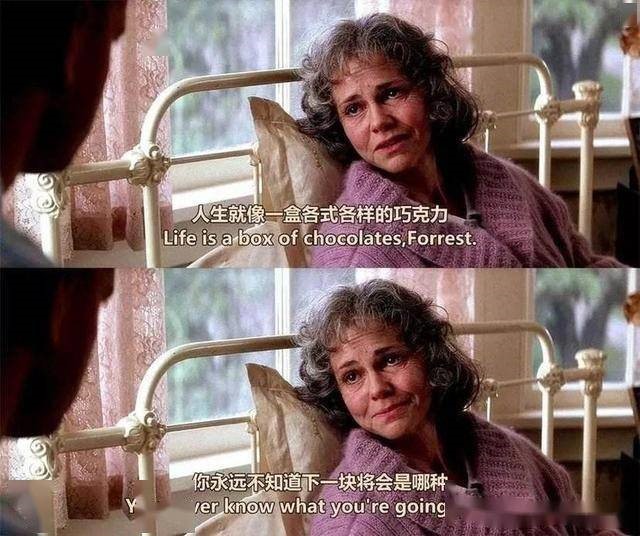 人生就像一盒各式各样的巧克力
Life is a box of chocolates,Forrest.
你永远不知道下一块将会是哪种
know what you're going